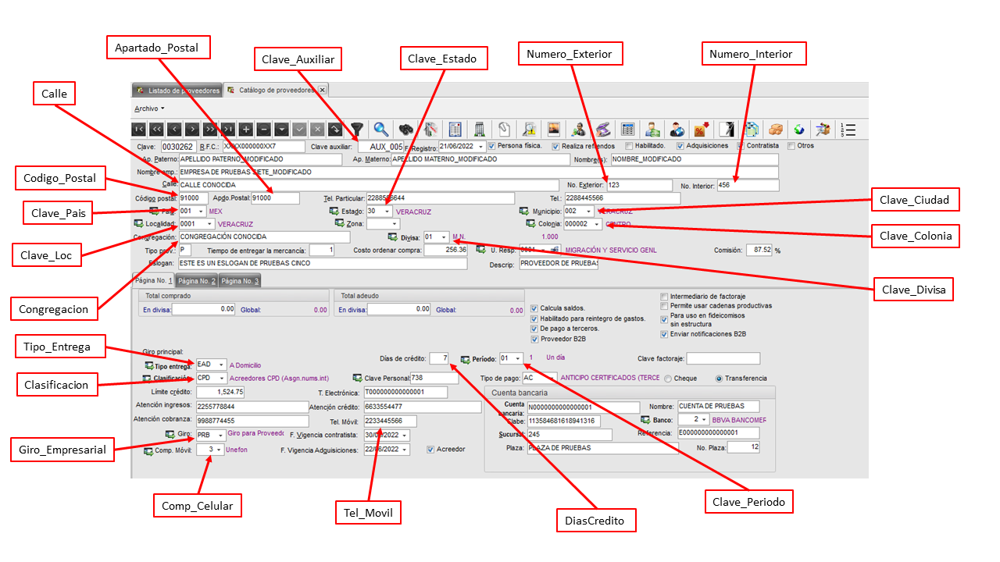 Apartado_Postal
Clave_Auxiliar
Clave_Estado
Numero_Exterior
Numero_Interior
Calle
Listado de proveedores
Catálogo de proveedores
Archivo
Clave: 0030262 R.F.C.: XAXX000000XX7 Clave auxiliar: AUX_005 F. Registro: 21/06/2022 Persona física. Realiza refrendos Habilitado. Adquisiciones Contratista Otros
Ap. Paterno: APELLIDO PATERNO_MODIFICADO Ap. Materno: APELLIDO MATERNO_MODIFICADO Nombre(s): NOMBRE_MODIFICADO
Nombre emp.: EMPRESA DE PRUEBAS SIETE_MODIFICADO
Codigo_Postal
Calle: CALLE CONOCIDA No. Exterior: 123 No. Interior: 456
Código postal: 91000 Apdo.Postal: 91000 Tel. Particular: 2288556644 Tel.: 2288445566
Clave_Pais
Clave_Ciudad
País: 001 MEX Estado: 30 VERACRUZ Municipio: 002 VERACRUZ
Localidad: 0001 VERACRUZ Zona: Colonia: 000002 CENTRO
Clave_Colonia
Clave_Loc
Congregación: CONGREGACIÓN CONOCIDA Divisa: 01 M.N. 1.000
Tipo prov.: P Tiempo de entregar la mercancía: 1 Costo ordenar compra: 256.36 U. Resp.: 0001 MIGRACIÓN Y SERVICIO GENL Comisión: 87.52 %
Eslogan: ESTE ES UN ESLOGAN DE PRUEBAS CINCO Descrip: PROVEEDOR DE PRUEBAS
Clave_Divisa
Página No. 1 Página No. 2 Página No. 3
Congregacion
Total comprado Total adeudo
En divisa: 0.00 Global: 0.00 En divisa: 0.00 Global: 0.00
Calcula saldos.
Habilitado para reintegro de gastos.
De pago a terceros.
Proveedor B2B
Intermediario de factoraje
Permite usar cadenas productivas
Para uso en fideicomisos
sin estructura
Enviar notificaciones B2B
Tipo_Entrega
Giro principal:
Tipo entrega: EAD A Domicilio Días de crédito: 7 Período: 01 1 Un día Clave factoraje:
Clasificacion
Clasificación: CPD Acreedores CPD (Asgn.nums.int) Clave Personal: 738 Tipo de pago: AC ANTICIPO CERTIFICADOS (TERCE Cheque Transferencia
Límite crédito: 1,524.75 T. Electrónica: T000000000000001
Cuenta bancaria
Atención ingresos: 2255778844 Atención crédito: 6633554477
Cuenta
bancaria: N0000000000000001 Nombre: CUENTA DE PRUEBAS
Atención cobranza: 9988774455 Tel. Móvil: 2233445566
Clabe: 113584681618941316 Banco: 2 BBVA BANCOMER
Giro: PRB Giro para Proveedo F. Vigencia contratista: 30/06/2022
Sucursal: 245 Referencia: E000000000000001
Giro_Empresarial
Comp. Móvil: 3 Unefon F. Vigencia Adguisiciones: 22/06/2022 Acreedor
Plaza: PLAZA DE PRUEBAS No. Plaza: 12
Comp_Celular
Tel_Movil
DiasCredito
Clave_Periodo